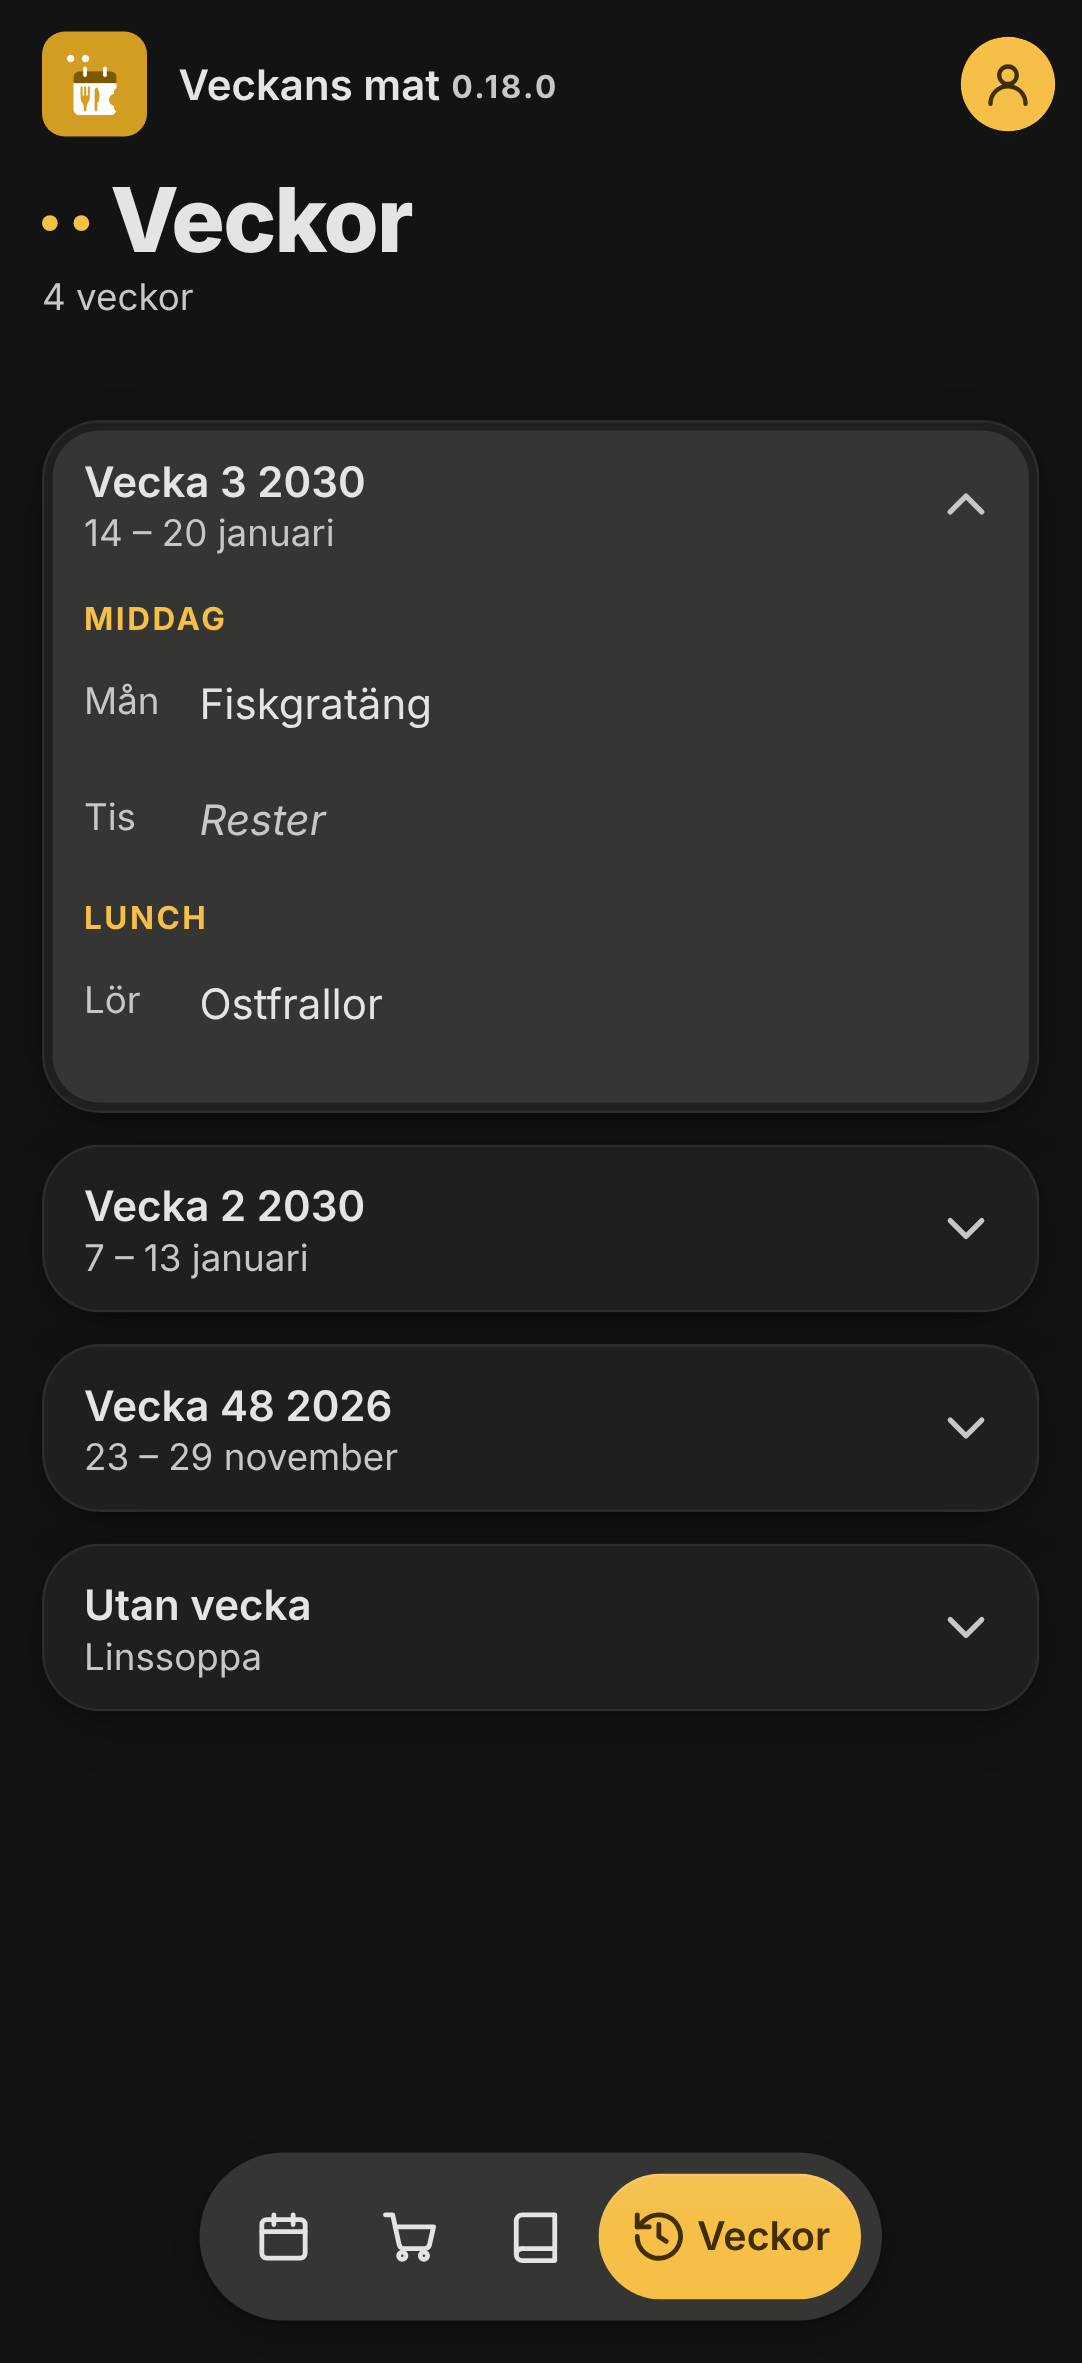 Veckans mat 0.18.0
Veckor
4 veckor
Vecka 3 2030
14 – 20 januari
MIDDAG
Mån Fiskgratäng
Tis Rester
LUNCH
Lör Ostfrallor
Vecka 2 2030
7 – 13 januari
Vecka 48 2026
23 – 29 november
Utan vecka
Linssoppa
Veckor